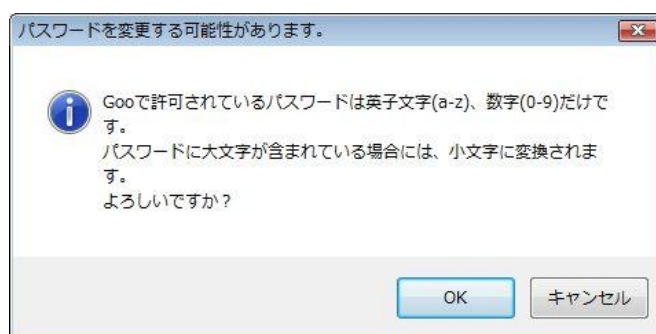 パスワードを変更する可能性があります。
Gooで許可されているパスワードは英子文字(a-z)、数字(0-9)だけで
す。
パスワードに大文字が含まれている場合には、小文字に変換されま
す。
よろしいですか？
OK
キャンセル